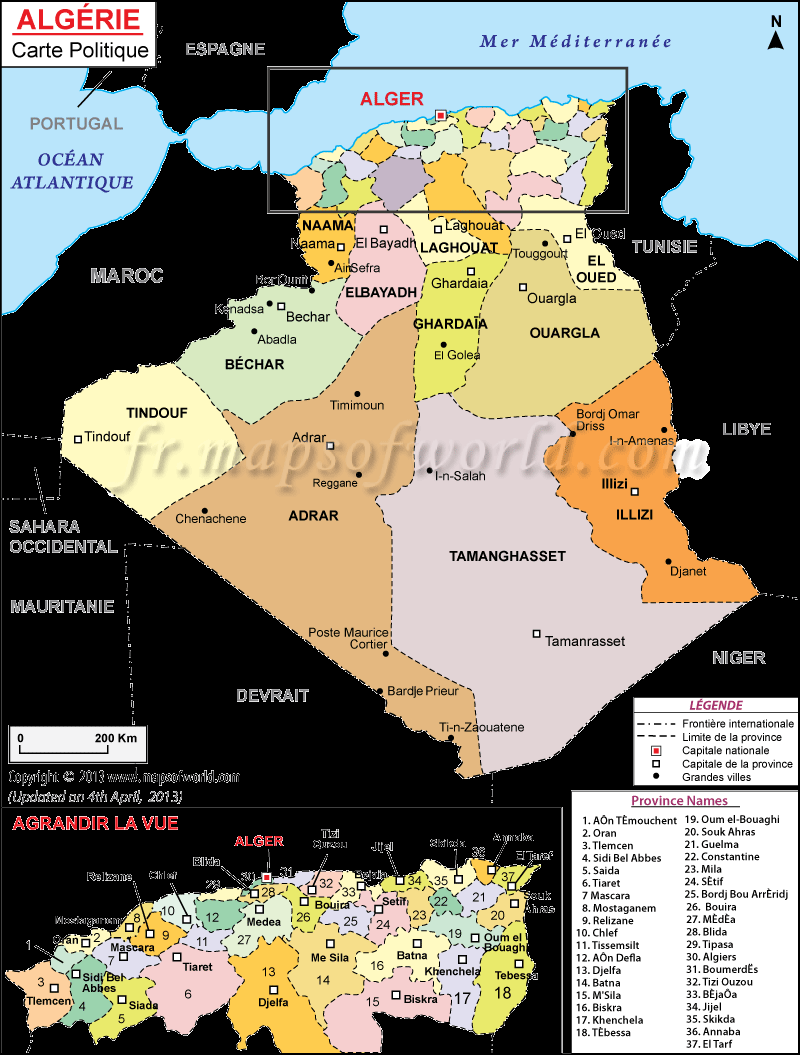 ALGÉRIE
Carte Politique
ESPAGNE
Mer Méditerranée
N
PORTUGAL
ALGER
OCÉAN
ATLANTIQUE
NAAMA
Naama
El Bayadh
Laghouat
LAGHOUAT
El Oued
EL
OUED
TUNISIE
Touggourt
MAROC
AinSefra
ELBAYADH
Ghardaia
Ouargla
Kenadsa
Bechar
Abadla
GHARDAÏA
OUARGLA
El Golea
BÉCHAR
Timimoun
TINDOUF
Tindouf
Adrar
Bordj Omar
Driss
I-n-Amenas
LIBYE
fr.mapsofworld.com
Reggane
I-n-Salah
Illizi
ILLIZI
Chenachene
ADRAR
SAHARA
OCCIDENTAL
TAMANGHASSET
Djanet
MAURITANIE
Poste Maurice
Cortier
Tamanrasset
NIGER
DEVRAIT
Bardje Prieur
Ti-n-Zaouatene
0 200 Km
Copyright © 2013 www.mapsofworld.com
(Updated on 4th April, 2013)
LÉGENDE
Frontière internationale
Limite de la province
Capitale nationale
Capitale de la province
Grandes villes
AGRANDIR LA VUE
ALGER
Tizi
Jijel
Skikda
Annaba
El Taref
Blida
Chlef
Relizane
Mostaganem
Oran
Mascara
Medea
Bouira
Setif
Souk
Ahras
Oum el
Bouaghi
Tebessa
Khenchela
Batna
Me Sila
Biskra
Djelfa
Tiaret
Sidi Bel
Abbes
Siada
Tlemcen
1
2
3
4
5
6
7
8
9
10
11
12
13
14
15
16
17
18
19
20
21
22
23
24
25
26
27
28
29
30
31
32
33
34
35
36
37
Province Names
1. AÔn TÈmouchent
2. Oran
3. Tlemcen
4. Sidi Bel Abbes
5. Saida
6. Tiaret
7 Mascara
8. Mostaganem
9. Relizane
10. Chlef
11. Tissemsilt
12. AÔn Defla
13. Djelfa
14. Batna
15. M'Sila
16. Biskra
17. Khenchela
18. TÈbessa
19. Oum el-Bouaghi
20. Souk Ahras
21. Guelma
22. Constantine
23. Mila
24. SÈtif
25. Bordj Bou ArrÈridj
26. Bouira
27. MÈdÈa
28. Blida
29. Tipasa
30. Algiers
31. BoumerdËs
32. Tizi Ouzou
33. BÈjaÔa
34. Jijel
35. Skikda
36. Annaba
37. El Tarf